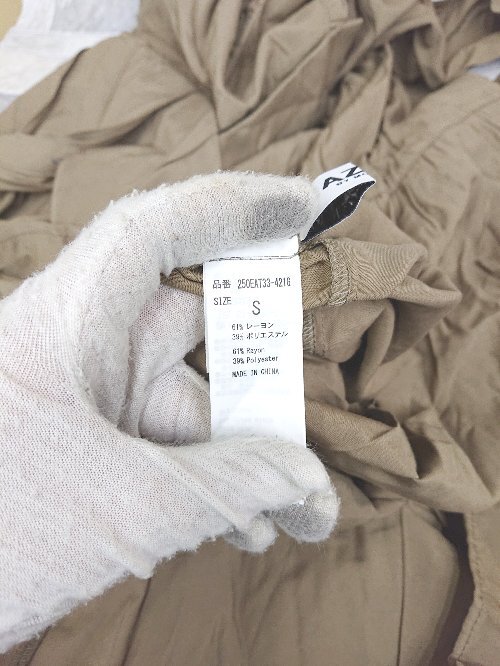 AZ
品番 250EAT33-421G
SIZE S
61% レーヨン
39% ポリエステル
61% Rayon
39% Polyester
MADE IN CHINA